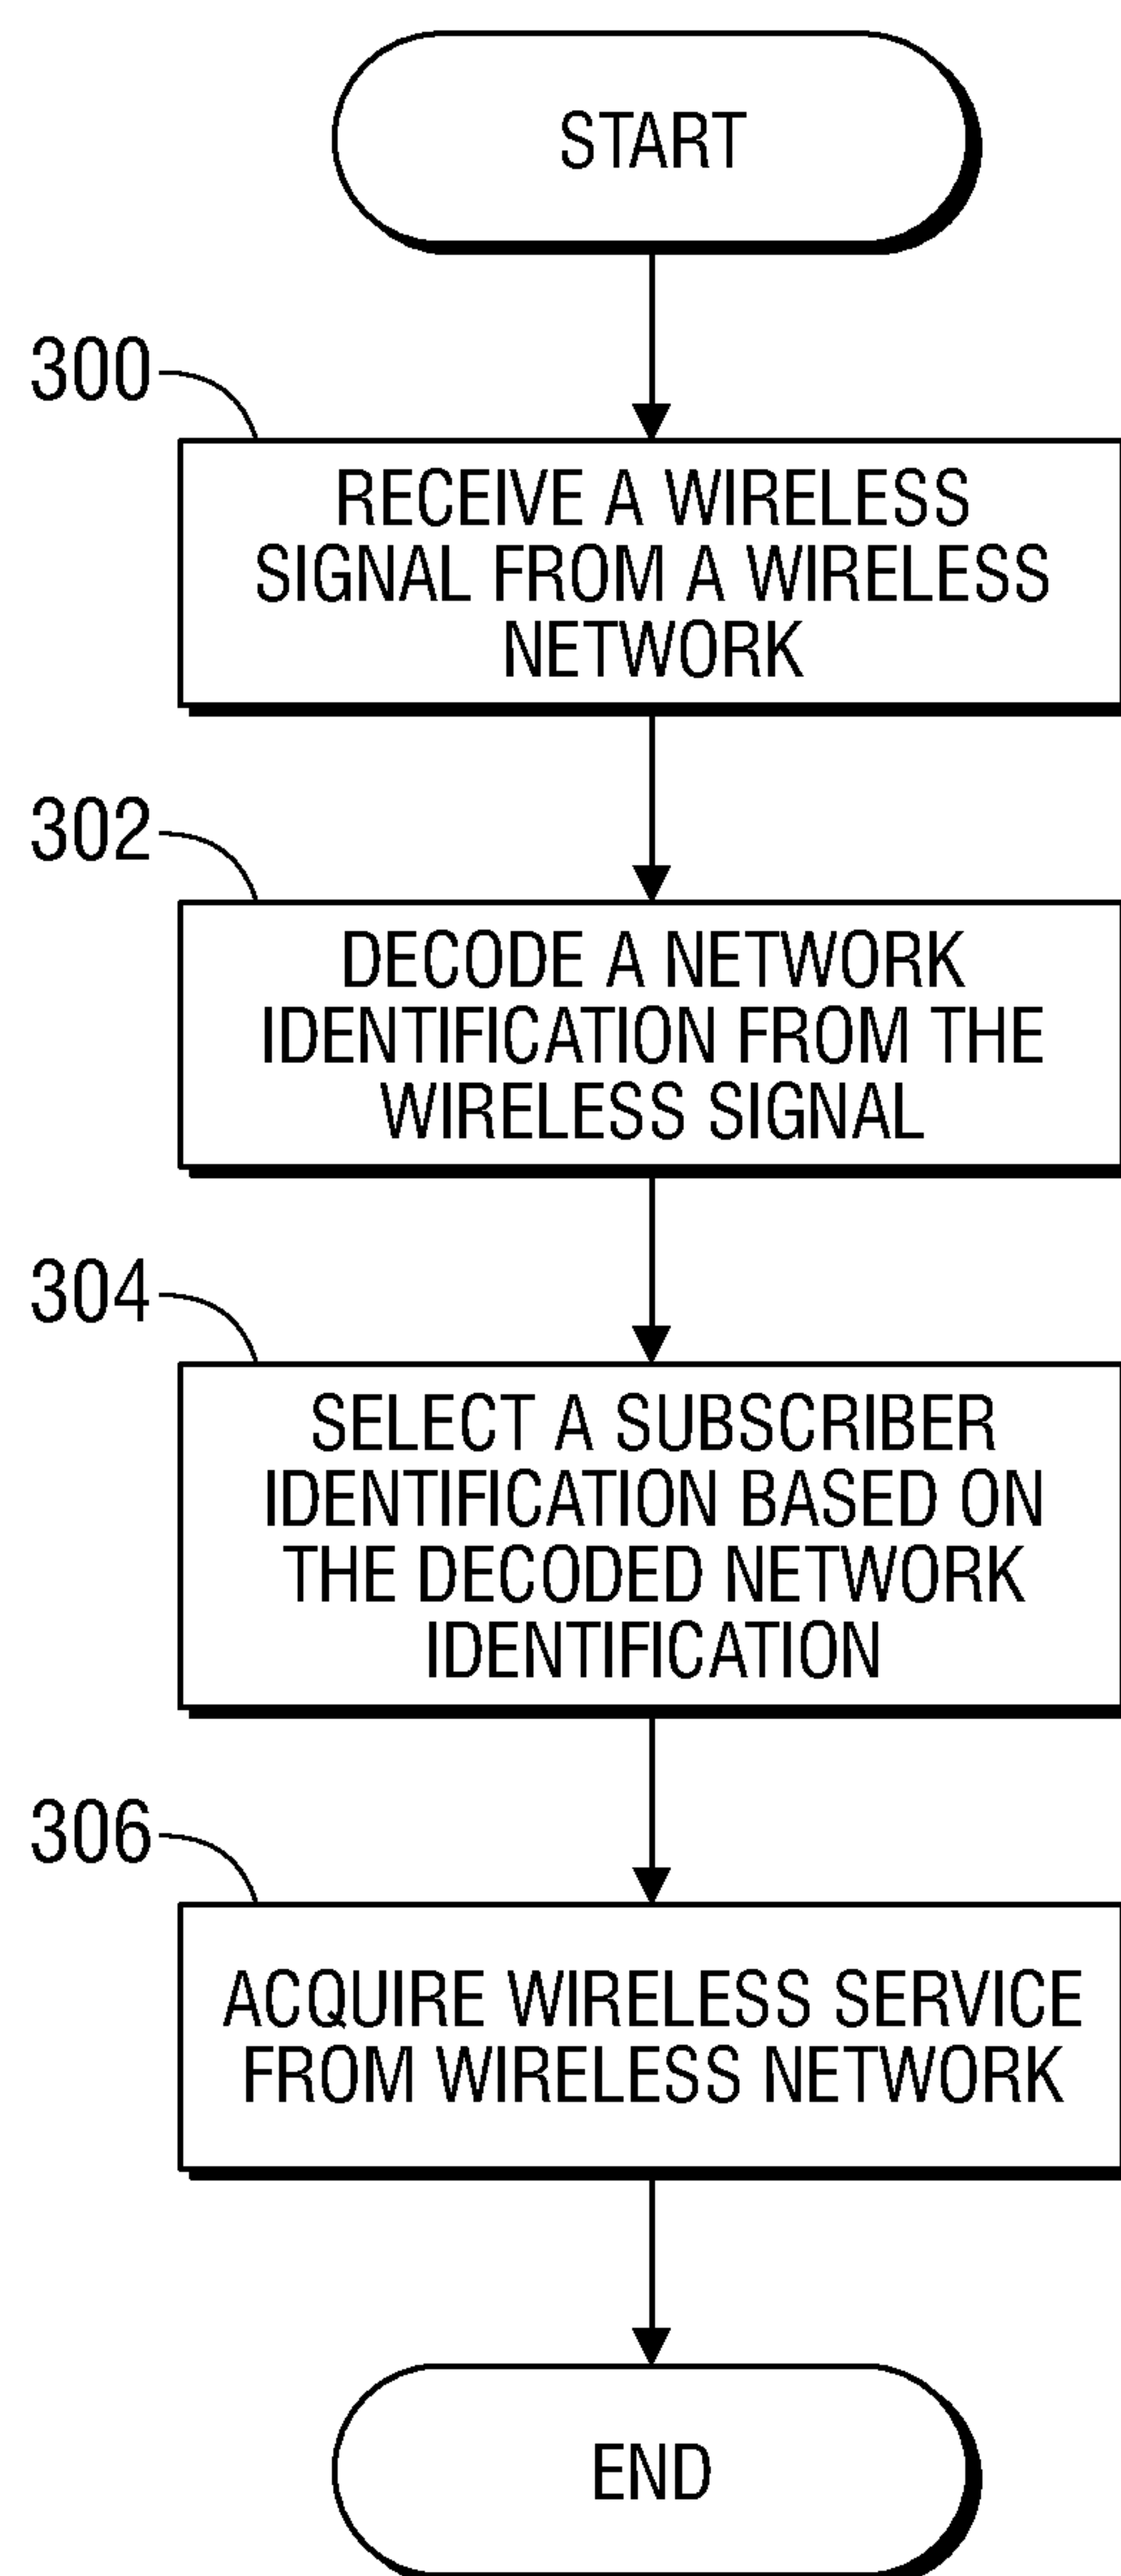 START
300
RECEIVE A WIRELESS
SIGNAL FROM A WIRELESS
NETWORK
302
DECODE A NETWORK
IDENTIFICATION FROM THE
WIRELESS SIGNAL
304
SELECT A SUBSCRIBER
IDENTIFICATION BASED ON
THE DECODED NETWORK
IDENTIFICATION
306
ACQUIRE WIRELESS SERVICE
FROM WIRELESS NETWORK
END